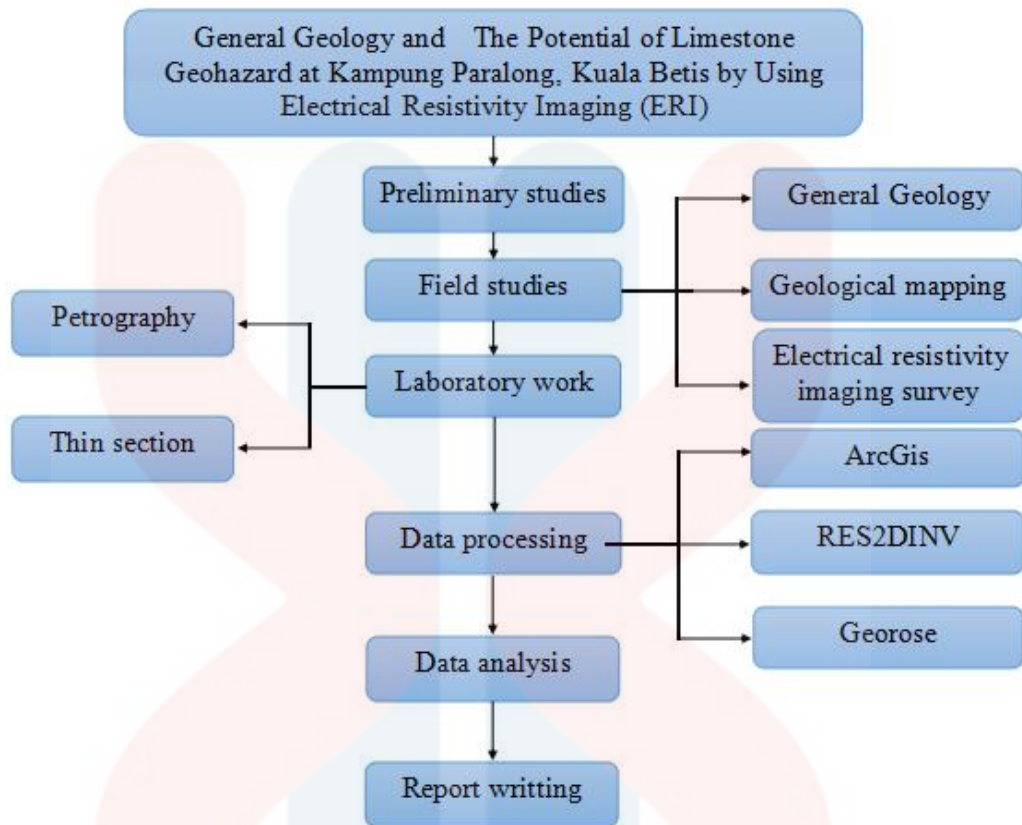 General Geology and The Potential of Limestone
Geohazard at Kampung Paralong, Kuala Betis by Using
Electrical Resistivity Imaging (ERI)
Preliminary studies
General Geology
Field studies
Geological mapping
Petrography
Electrical resistivity
imaging survey
Laboratory work
Thin section
ArcGis
Data processing
RES2DINV
Georose
Data analysis
Report writting